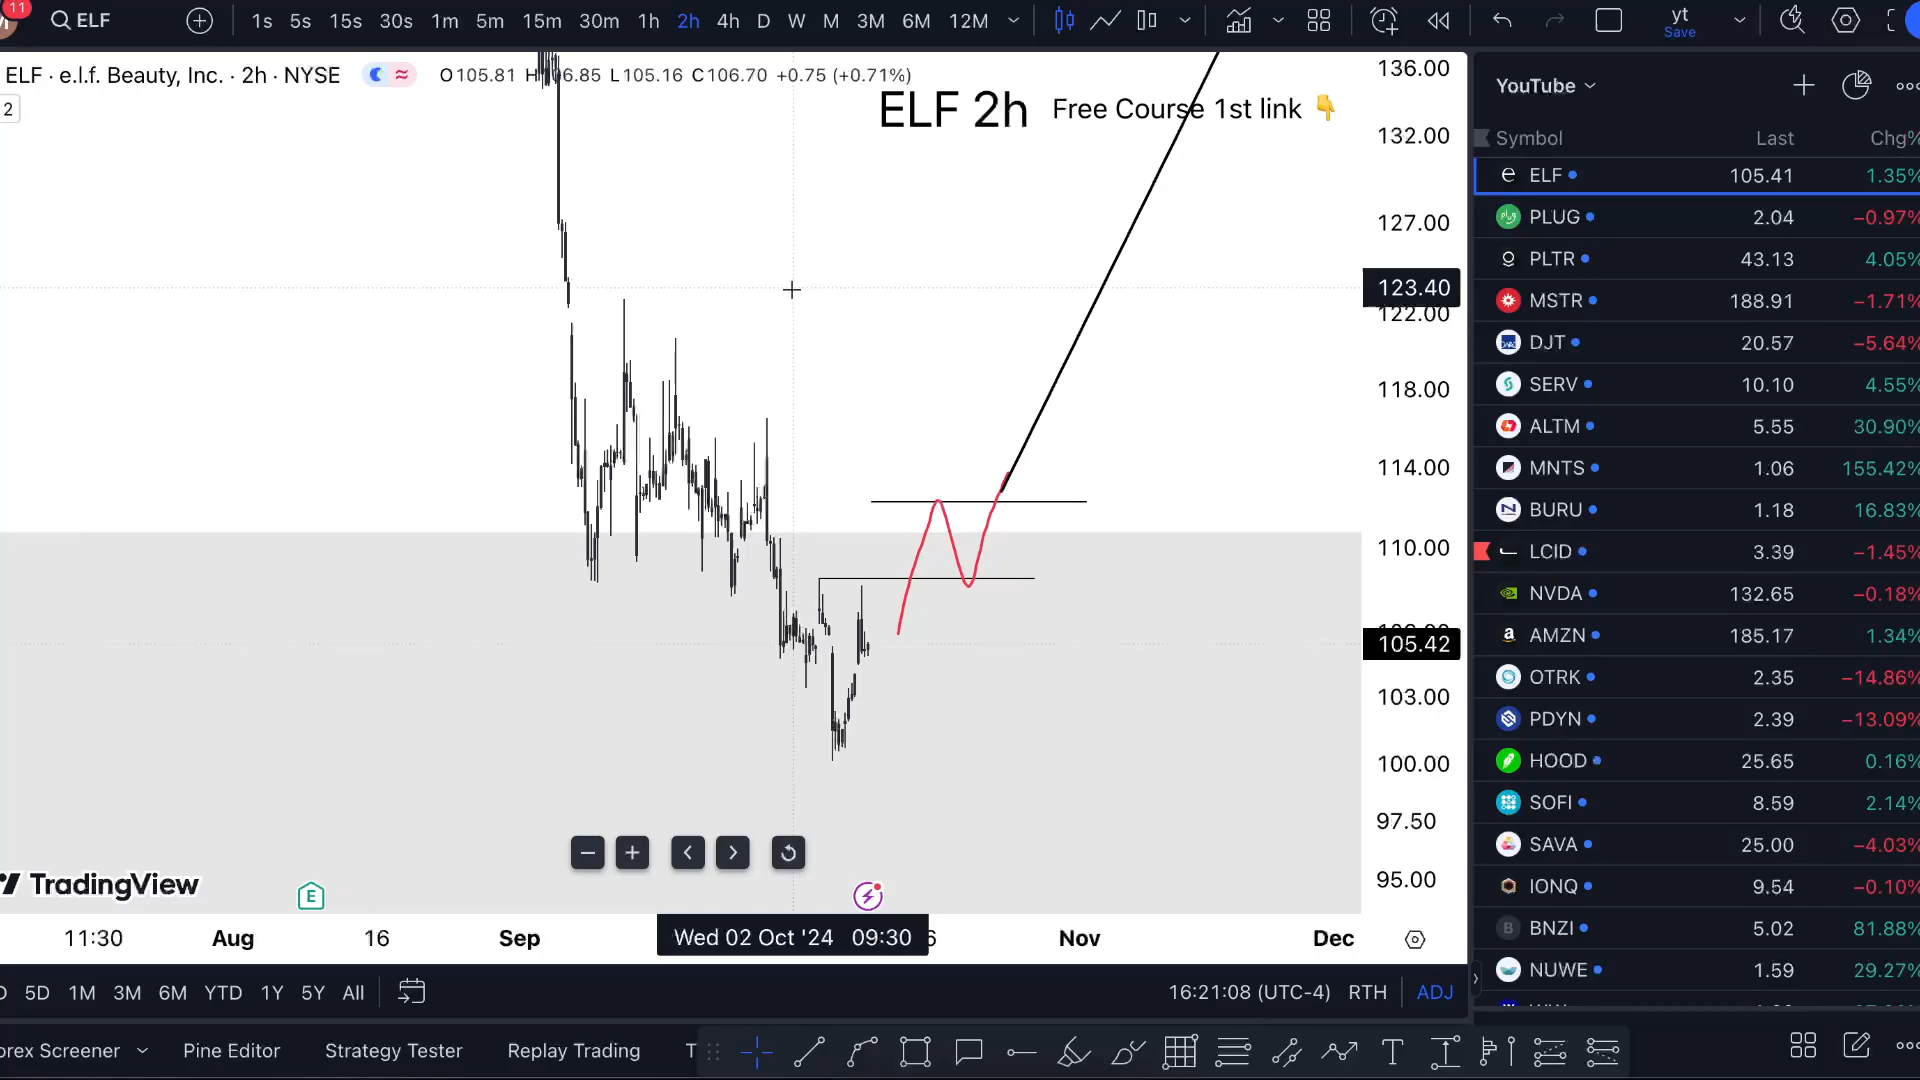 11
ELF
1s 5s 15s 30s 1m 5m 15m 30m 1h 2h 4h D W M 3M 6M 12M
yt
Save
ELF · e.l.f. Beauty, Inc. · 2h · NYSE
O105.81 H106.85 L105.16 C106.70 +0.75 (+0.71%)
2
ELF 2h Free Course 1st link 👇
136.00
132.00
127.00
123.40
122.00
118.00
114.00
110.00
105.42
103.00
100.00
97.50
95.00
TradingView
E
11:30 Aug 16 Sep Wed 02 Oct '24 09:30 6 Nov Dec
5D 1M 3M 6M YTD 1Y 5Y All
16:21:08 (UTC-4) RTH ADJ
orex Screener Pine Editor Strategy Tester Replay Trading T
YouTube
Symbol Last Chg%
ELF 105.41 1.35%
PLUG 2.04 −0.97%
PLTR 43.13 4.05%
MSTR 188.91 −1.71%
DJT 20.57 −5.64%
SERV 10.10 4.55%
ALTM 5.55 30.90%
MNTS 1.06 155.42%
BURU 1.18 16.83%
LCID 3.39 −1.45%
NVDA 132.65 −0.18%
AMZN 185.17 1.34%
OTRK 2.35 −14.86%
PDYN 2.39 −13.09%
HOOD 25.65 0.16%
SOFI 8.59 2.14%
SAVA 25.00 −4.03%
IONQ 9.54 −0.10%
BNZI 5.02 81.88%
NUWE 1.59 29.27%